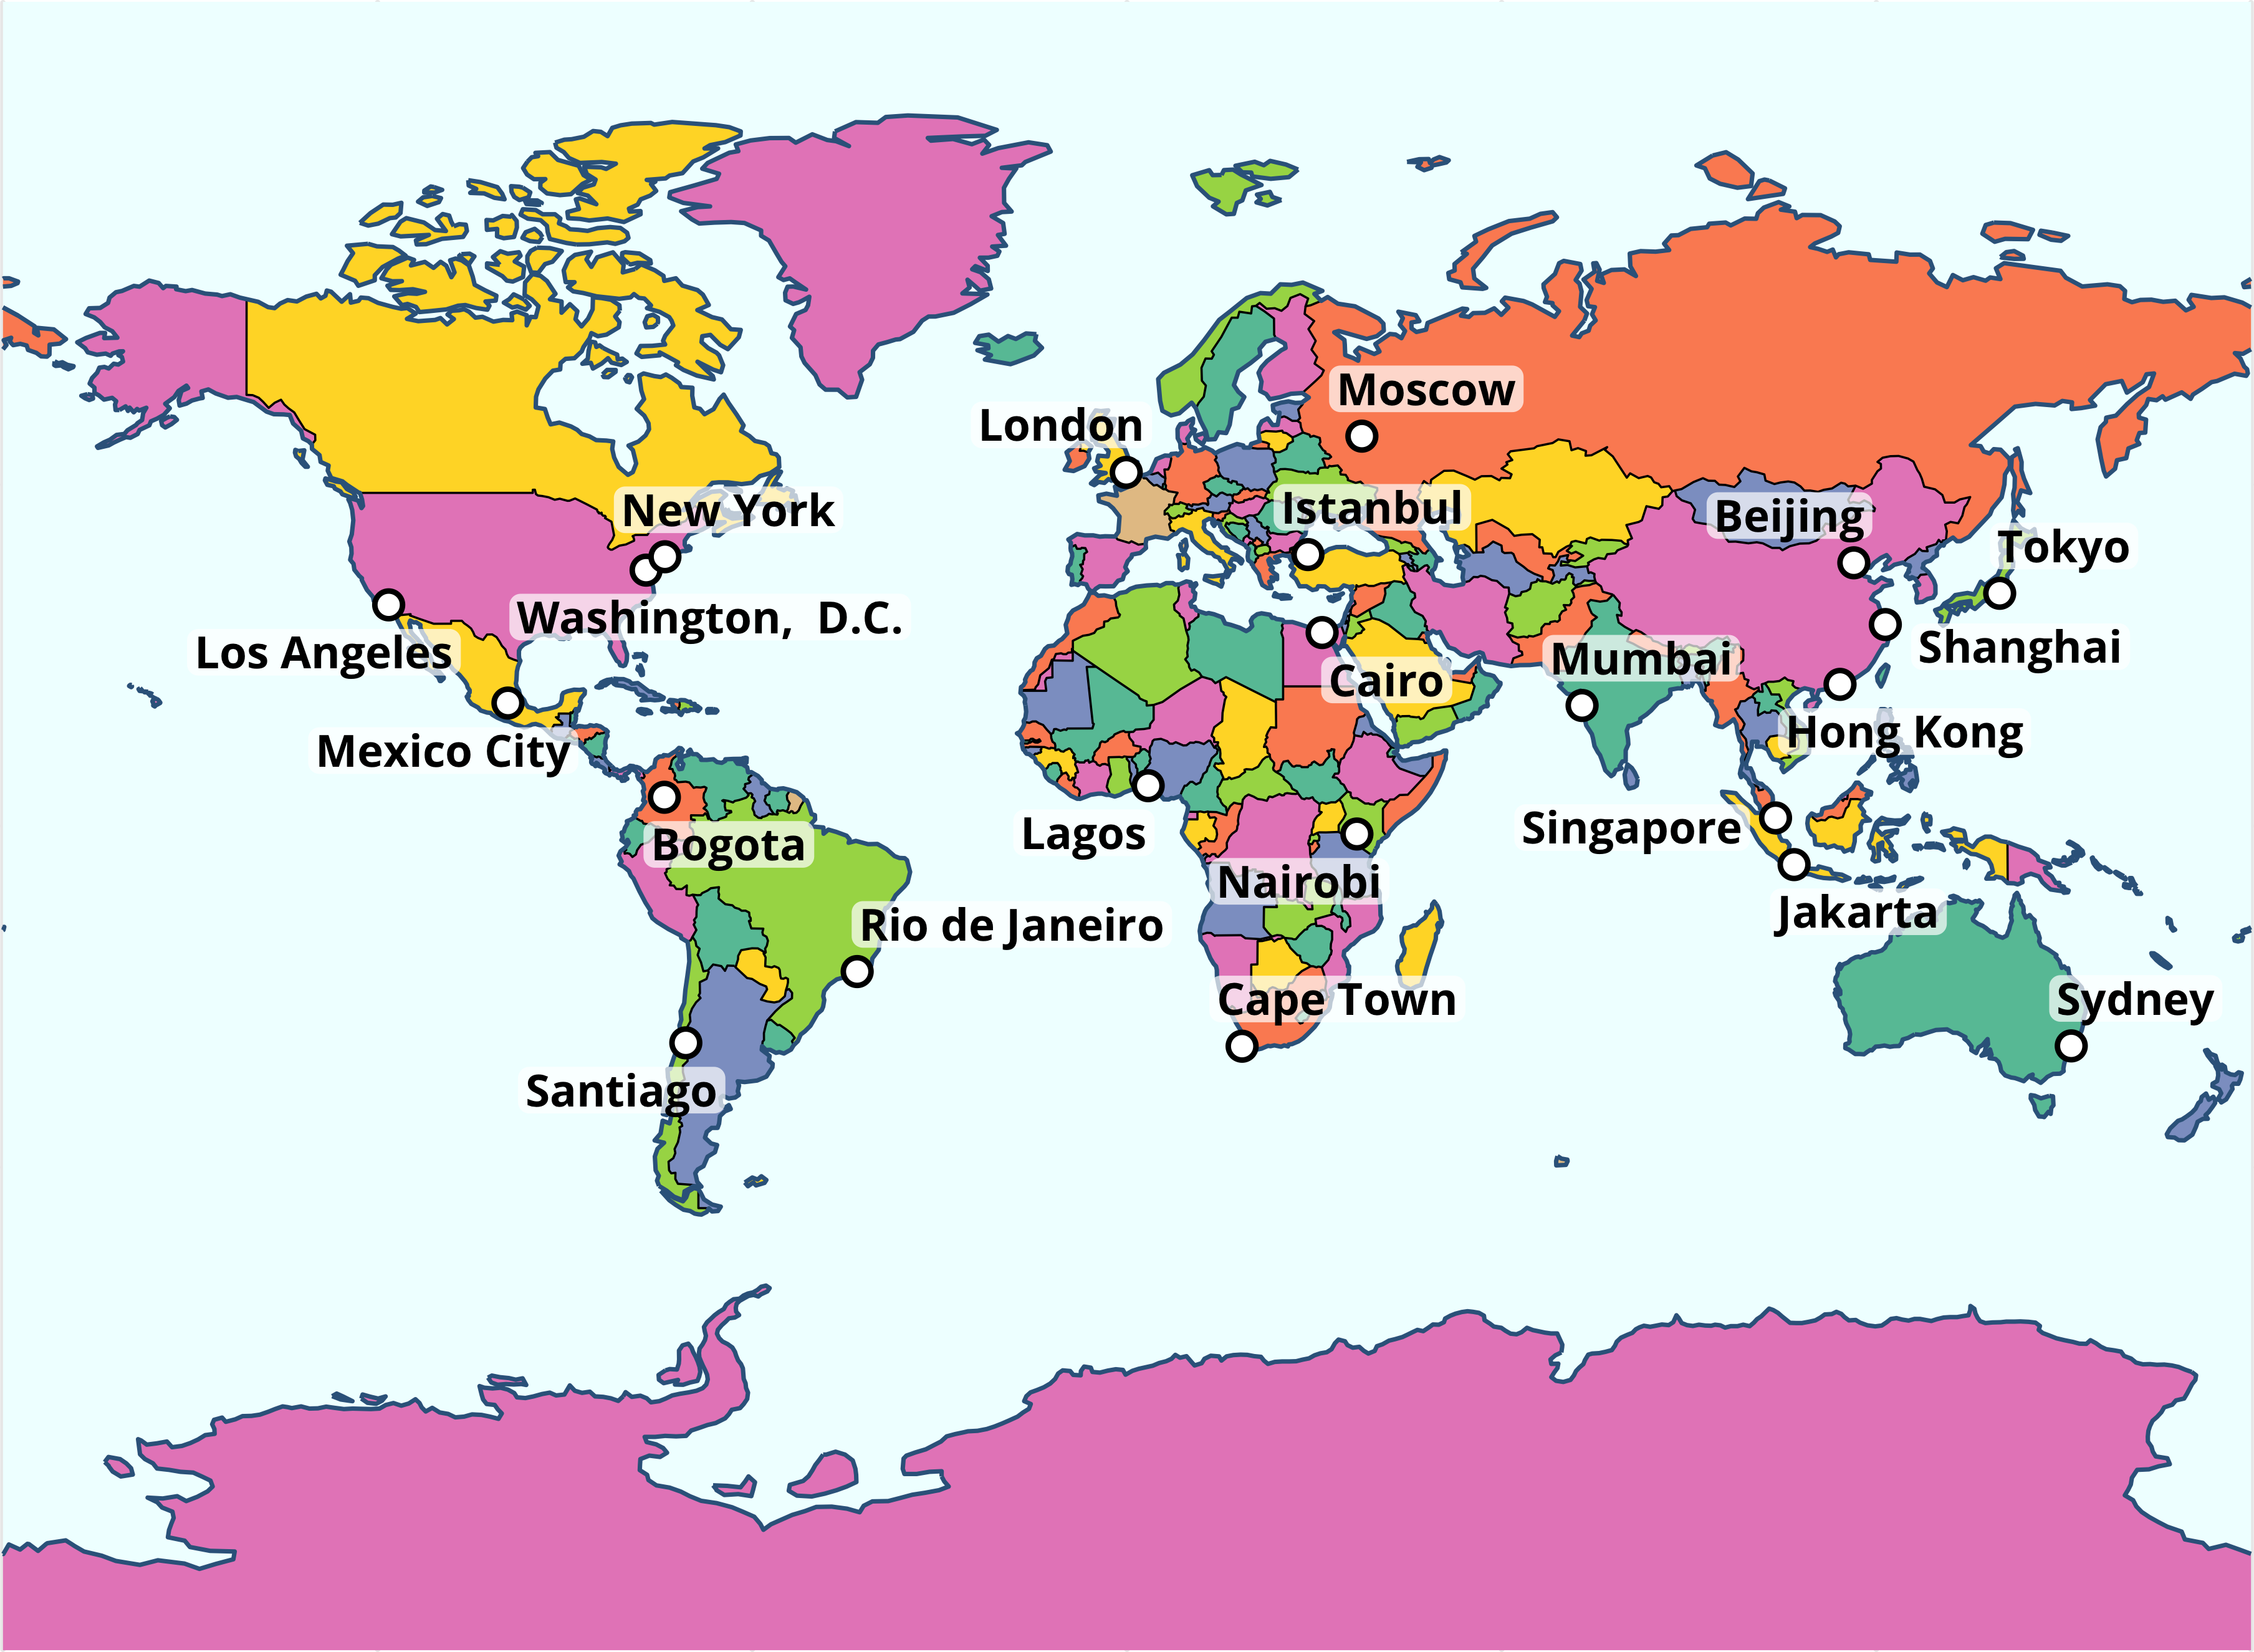 Moscow
London
New York
Istanbul
Beijing
Tokyo
Washington, D.C.
Los Angeles
Shanghai
Mumbai
Cairo
Hong Kong
Mexico City
Singapore
Lagos
Bogota
Nairobi
Jakarta
Rio de Janeiro
Cape Town
Sydney
Santiago